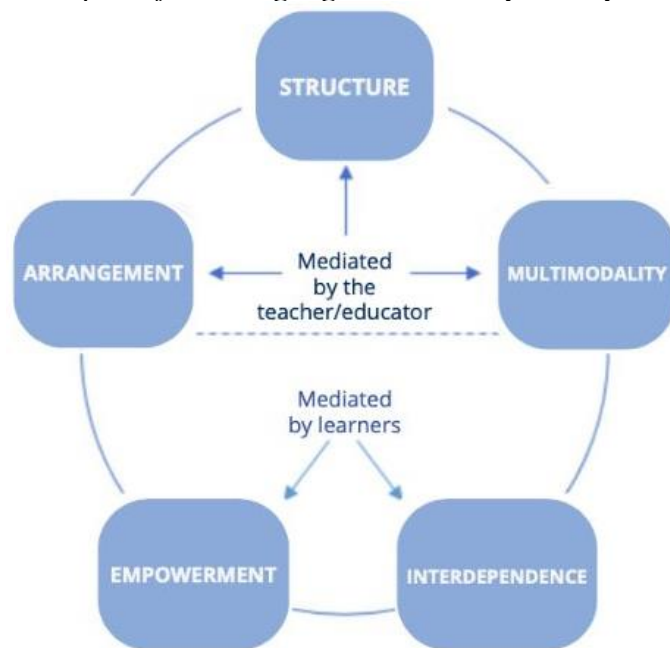 STRUCTURE
ARRANGEMENT
Mediated
by the
teacher/educator
MULTIMODALITY
Mediated
by learners
EMPOWERMENT
INTERDEPENDENCE